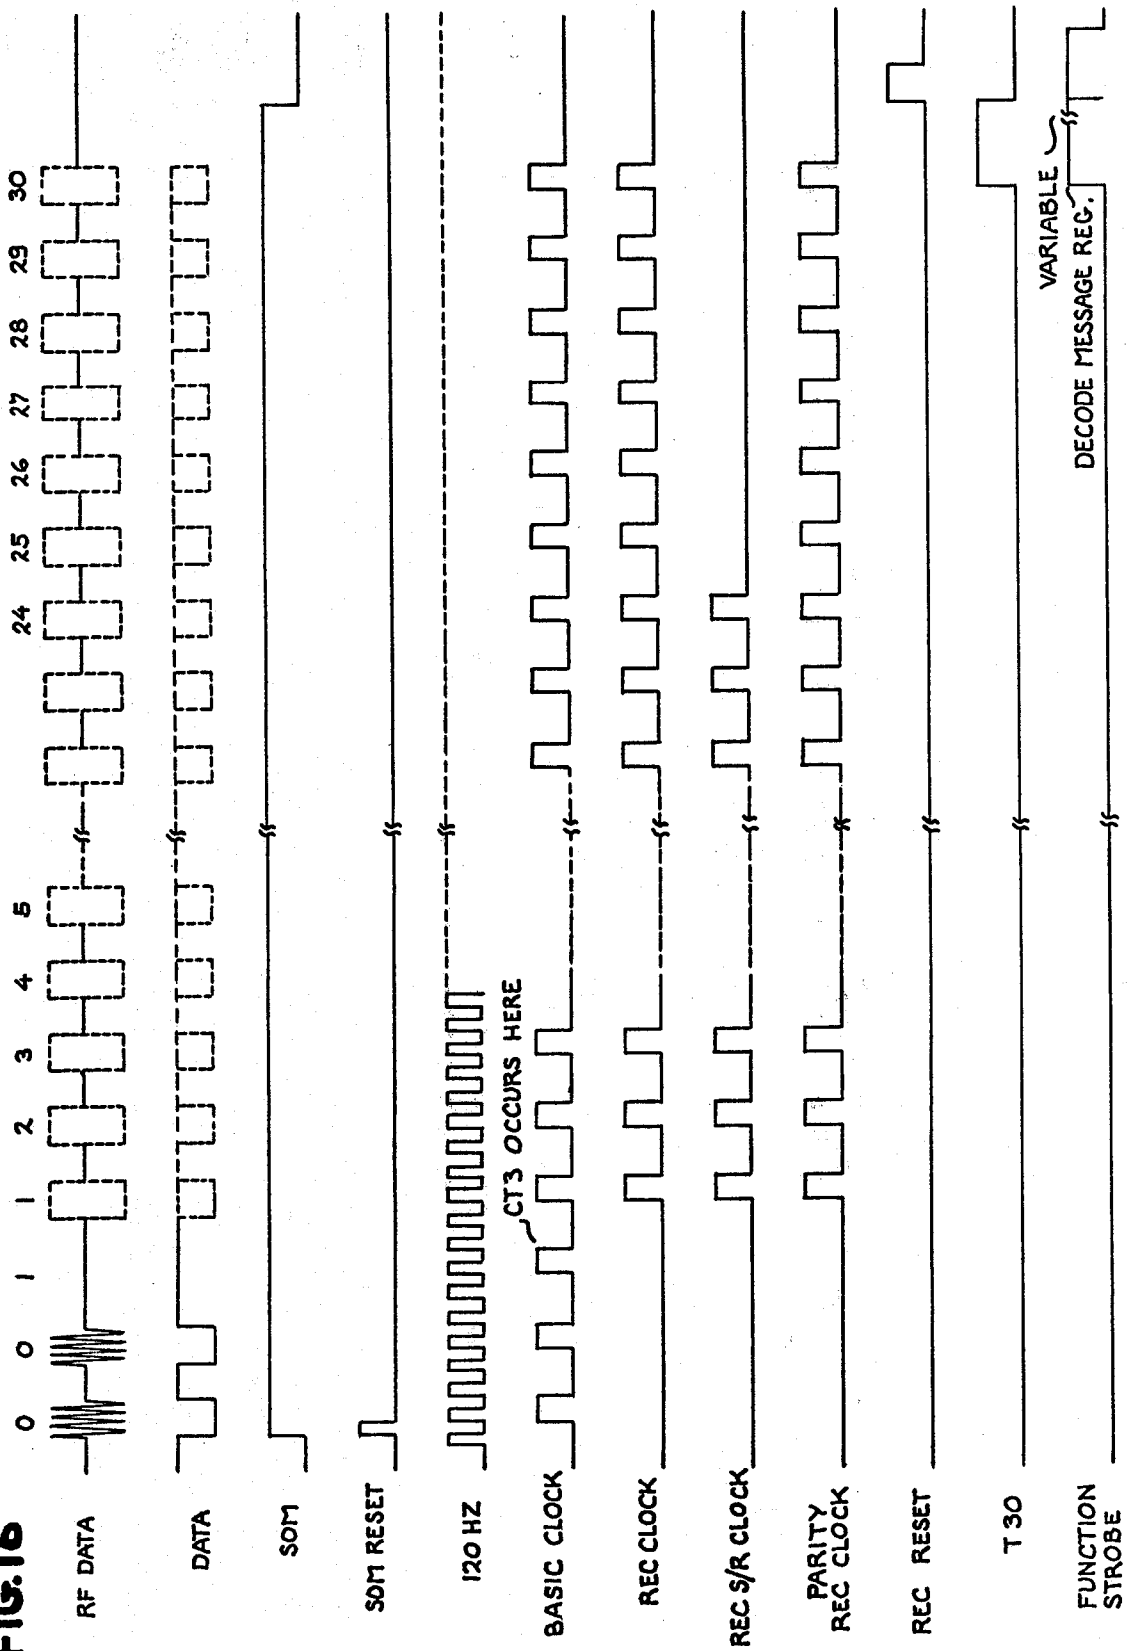 FIG. 16
0 0 1 1 2 3 4 5 24 25 26 27 28 29 30
RF DATA
DATA
SOM
SOM RESET
120 HZ
CT3 OCCURS HERE
BASIC CLOCK
REC CLOCK
REC S/R CLOCK
PARITY
REC CLOCK
REC RESET
T 30
VARIABLE
DECODE MESSAGE REG.
FUNCTION
STROBE